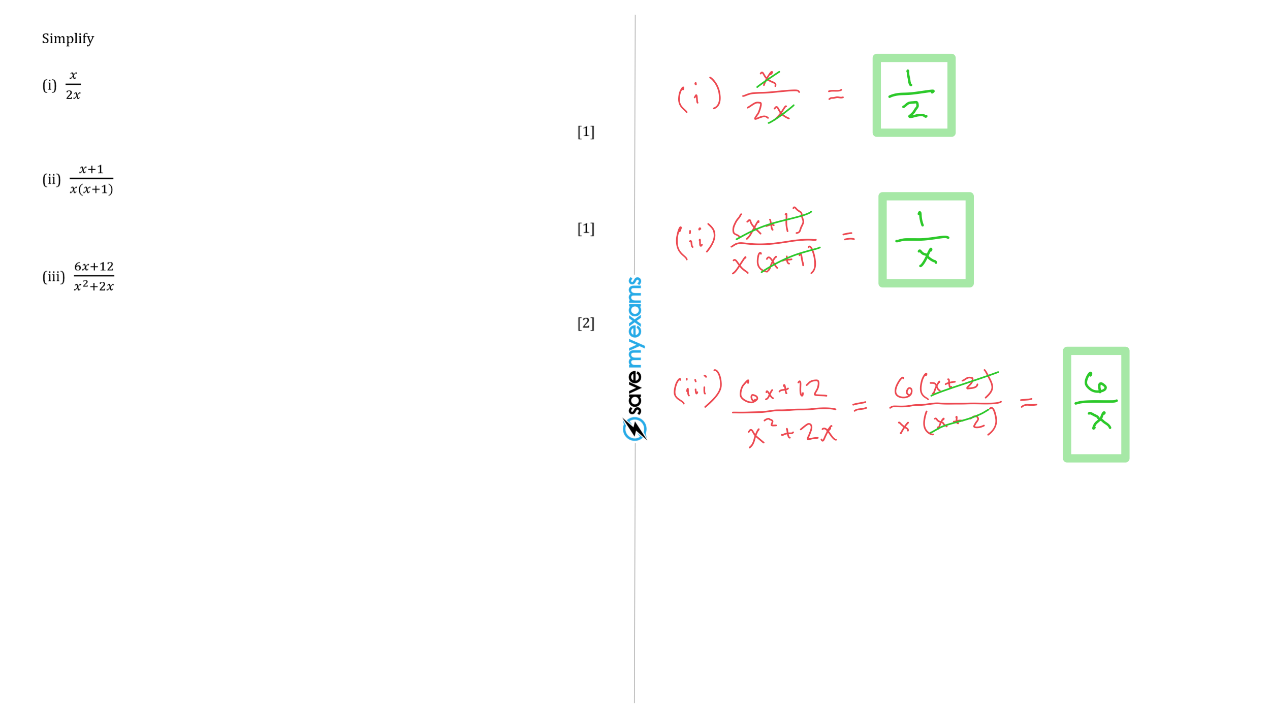 Simplify
(i) x/2x
[1]
(ii) x+1/x(x+1)
[1]
(iii) 6x+12/x²+2x
[2]
save my exams
(i) x/2x = 1/2
(ii) (x+1)/x(x+1) = 1/x
(iii) 6x+12/x²+2x = 6(x+2)/x(x+2) = 6/x